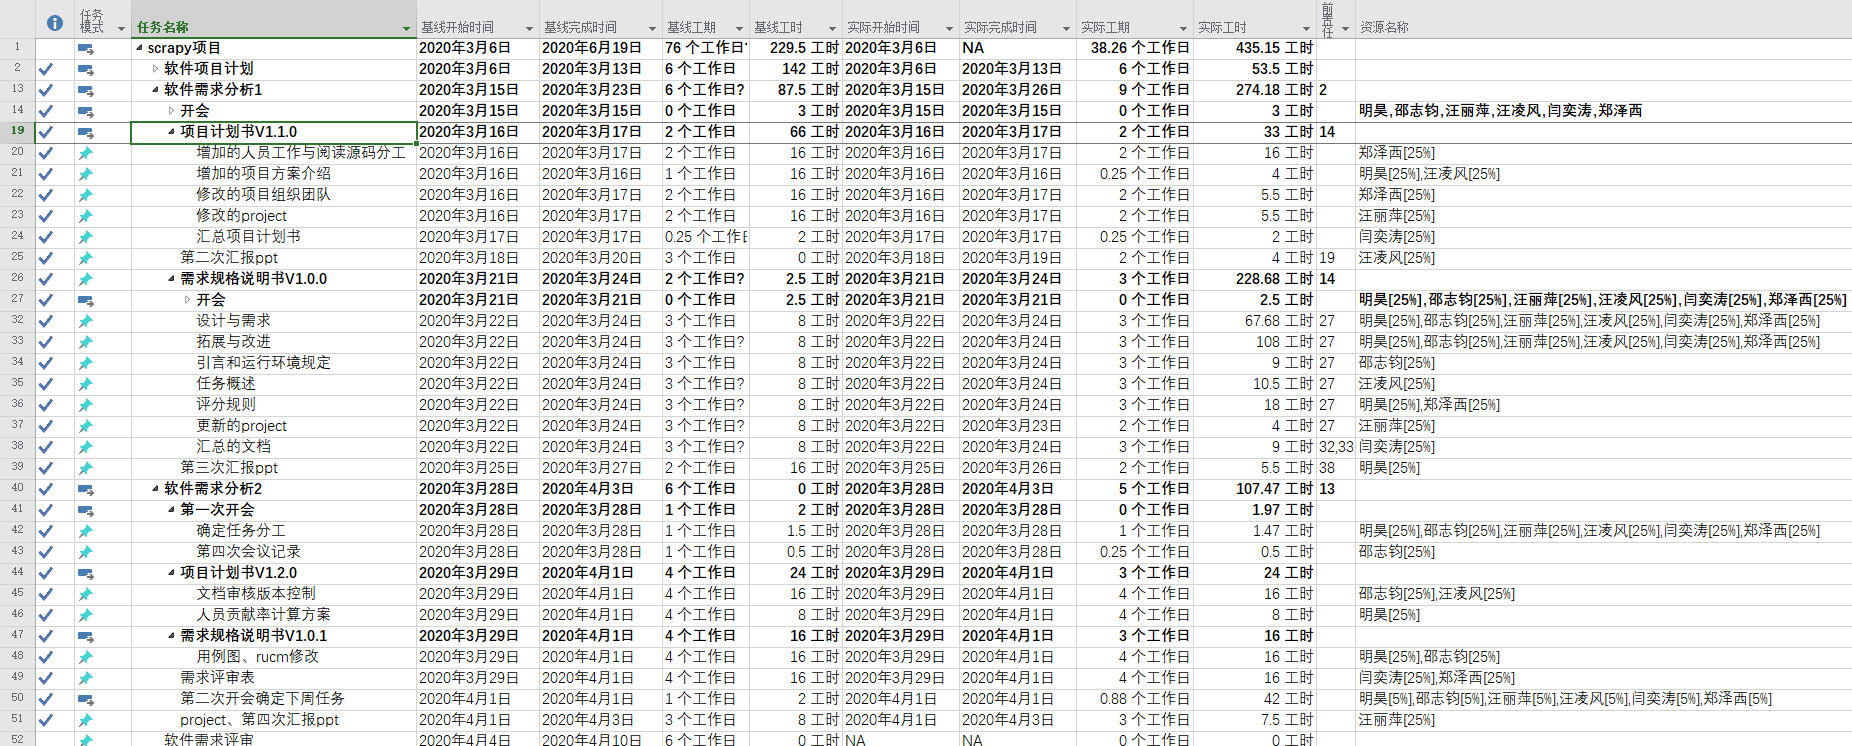 任务模式 任务名称 基线开始时间 基线完成时间 基线工期 基线工时 实际开始时间 实际完成时间 实际工期 实际工时 前置任 资源名称
1 scrapy项目 2020年3月6日 2020年6月19日 76 个工作日? 229.5 工时 2020年3月6日 NA 38.26 个工作日 435.15 工时
2 软件项目计划 2020年3月6日 2020年3月13日 6 个工作日 142 工时 2020年3月6日 2020年3月13日 6 个工作日 53.5 工时
13 软件需求分析1 2020年3月15日 2020年3月23日 6 个工作日? 87.5 工时 2020年3月15日 2020年3月26日 9 个工作日 274.18 工时 2
14 开会 2020年3月15日 2020年3月15日 0 个工作日 3 工时 2020年3月15日 2020年3月15日 0 个工作日 3 工时 明昊,邵志钧,汪丽萍,汪凌风,闫奕涛,郑泽西
19 项目计划书V1.1.0 2020年3月16日 2020年3月17日 2 个工作日 66 工时 2020年3月16日 2020年3月17日 2 个工作日 33 工时 14
20 增加的人员工作与阅读源码分工 2020年3月16日 2020年3月17日 2 个工作日 16 工时 2020年3月16日 2020年3月17日 2 个工作日 16 工时 郑泽西[25%]
21 增加的项目方案介绍 2020年3月16日 2020年3月16日 1 个工作日 16 工时 2020年3月16日 2020年3月16日 0.25 个工作日 4 工时 明昊[25%],汪凌风[25%]
22 修改的项目组织团队 2020年3月16日 2020年3月17日 2 个工作日 16 工时 2020年3月16日 2020年3月17日 2 个工作日 5.5 工时 郑泽西[25%]
23 修改的project 2020年3月16日 2020年3月17日 2 个工作日 16 工时 2020年3月16日 2020年3月17日 2 个工作日 5.5 工时 汪丽萍[25%]
24 汇总项目计划书 2020年3月17日 2020年3月17日 0.25 个工作日 2 工时 2020年3月17日 2020年3月17日 0.25 个工作日 2 工时 闫奕涛[25%]
25 第二次汇报ppt 2020年3月18日 2020年3月20日 3 个工作日 0 工时 2020年3月18日 2020年3月19日 2 个工作日 4 工时 19 汪凌风[25%]
26 需求规格说明书V1.0.0 2020年3月21日 2020年3月24日 2 个工作日? 2.5 工时 2020年3月21日 2020年3月24日 3 个工作日 228.68 工时 14
27 开会 2020年3月21日 2020年3月21日 0 个工作日 2.5 工时 2020年3月21日 2020年3月21日 0 个工作日 2.5 工时 明昊[25%],邵志钧[25%],汪丽萍[25%],汪凌风[25%],闫奕涛[25%],郑泽西[25%]
32 设计与需求 2020年3月22日 2020年3月24日 3 个工作日 8 工时 2020年3月22日 2020年3月24日 3 个工作日 67.68 工时 27 明昊[25%],邵志钧[25%],汪丽萍[25%],汪凌风[25%],闫奕涛[25%],郑泽西[25%]
33 拓展与改进 2020年3月22日 2020年3月24日 3 个工作日? 8 工时 2020年3月22日 2020年3月24日 3 个工作日 108 工时 27 明昊[25%],邵志钧[25%],汪丽萍[25%],汪凌风[25%],闫奕涛[25%],郑泽西[25%]
34 引言和运行环境规定 2020年3月22日 2020年3月24日 3 个工作日 8 工时 2020年3月22日 2020年3月24日 3 个工作日 9 工时 27 邵志钧[25%]
35 任务概述 2020年3月22日 2020年3月24日 3 个工作日? 8 工时 2020年3月22日 2020年3月24日 3 个工作日 10.5 工时 27 汪凌风[25%]
36 评分规则 2020年3月22日 2020年3月24日 3 个工作日? 8 工时 2020年3月22日 2020年3月24日 3 个工作日 18 工时 27 明昊[25%],郑泽西[25%]
37 更新的project 2020年3月22日 2020年3月24日 3 个工作日? 8 工时 2020年3月22日 2020年3月23日 2 个工作日 4 工时 27 汪丽萍[25%]
38 汇总的文档 2020年3月22日 2020年3月24日 3 个工作日? 8 工时 2020年3月22日 2020年3月24日 3 个工作日 9 工时 32,33 闫奕涛[25%]
39 第三次汇报ppt 2020年3月25日 2020年3月27日 2 个工作日 16 工时 2020年3月25日 2020年3月26日 2 个工作日 5.5 工时 38 明昊[25%]
40 软件需求分析2 2020年3月28日 2020年4月3日 6 个工作日 0 工时 2020年3月28日 2020年4月3日 5 个工作日 107.47 工时 13
41 第一次开会 2020年3月28日 2020年3月28日 1 个工作日 2 工时 2020年3月28日 2020年3月28日 0 个工作日 1.97 工时
42 确定任务分工 2020年3月28日 2020年3月28日 1 个工作日 1.5 工时 2020年3月28日 2020年3月28日 1 个工作日 1.47 工时 明昊[25%],邵志钧[25%],汪丽萍[25%],汪凌风[25%],闫奕涛[25%],郑泽西[25%]
43 第四次会议记录 2020年3月28日 2020年3月28日 1 个工作日 0.5 工时 2020年3月28日 2020年3月28日 0.25 个工作日 0.5 工时 邵志钧[25%]
44 项目计划书V1.2.0 2020年3月29日 2020年4月1日 4 个工作日 24 工时 2020年3月29日 2020年4月1日 3 个工作日 24 工时
45 文档审核版本控制 2020年3月29日 2020年4月1日 4 个工作日 16 工时 2020年3月29日 2020年4月1日 4 个工作日 16 工时 邵志钧[25%],汪凌风[25%]
46 人员贡献率计算方案 2020年3月29日 2020年4月1日 4 个工作日 8 工时 2020年3月29日 2020年4月1日 4 个工作日 8 工时 明昊[25%]
47 需求规格说明书V1.0.1 2020年3月29日 2020年4月1日 4 个工作日 16 工时 2020年3月29日 2020年4月1日 3 个工作日 16 工时
48 用例图、rucm修改 2020年3月29日 2020年4月1日 4 个工作日 16 工时 2020年3月29日 2020年4月1日 4 个工作日 16 工时 明昊[25%],邵志钧[25%]
49 需求评审表 2020年3月29日 2020年4月1日 4 个工作日 16 工时 2020年3月29日 2020年4月1日 4 个工作日 16 工时 闫奕涛[25%],郑泽西[25%]
50 第二次开会确定下周任务 2020年4月1日 2020年4月1日 1 个工作日 2 工时 2020年4月1日 2020年4月1日 0.88 个工作日 42 工时 明昊[5%],邵志钧[5%],汪丽萍[5%],汪凌风[5%],闫奕涛[5%],郑泽西[5%]
51 project、第四次汇报ppt 2020年4月1日 2020年4月3日 3 个工作日 8 工时 2020年4月1日 2020年4月3日 3 个工作日 7.5 工时 汪丽萍[25%]
52 软件需求评审 2020年4月4日 2020年4月10日 6 个工作日 0 工时 NA NA 0 个工作日 0 工时